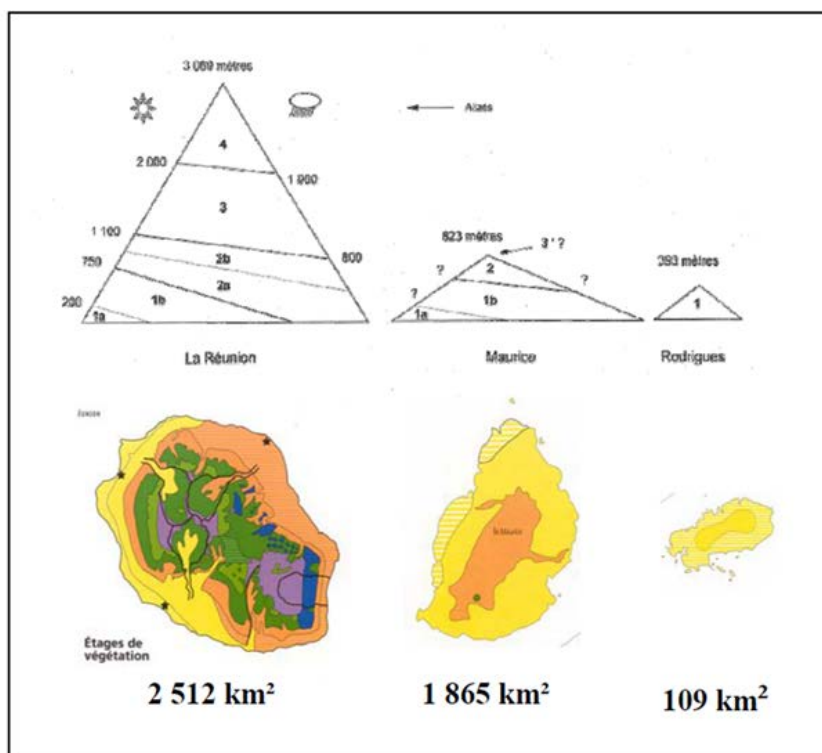 3 069 mètres
Alizés
4
2 000
1 900
3
1 100
823 mètres
3' ?
800
2b
393 mètres
750
?
2
?
2a
?
1b
1b
200
1
1a
1a
La Réunion
Maurice
Rodrigues
Étages de
végétation
2 512 km²
1 865 km²
109 km²